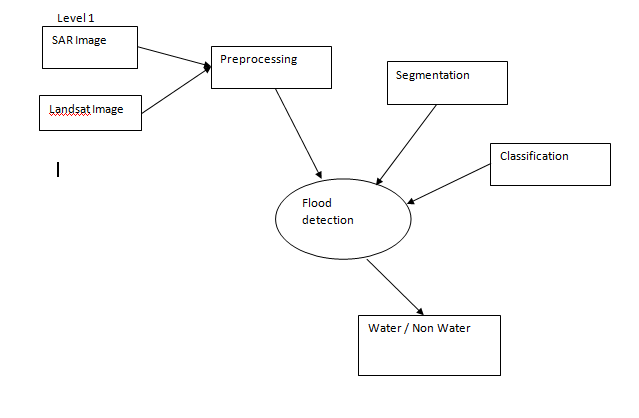 Level 1
SAR Image
Preprocessing
Segmentation
Landsat Image
Classification
Flood
detection
Water / Non Water